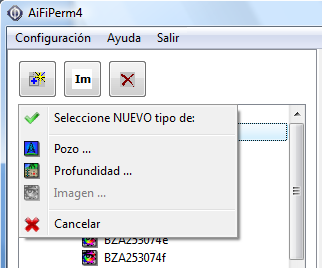 AiFiPerm4
Configuración Ayuda Salir
Im
Seleccione NUEVO tipo de:
Pozo ...
Profundidad ...
Imagen ...
Cancelar
BZA253074e
BZA253074f